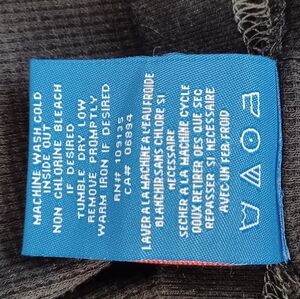 MACHINE WASH COLD
INSIDE OUT
NON CHLORINE BLEACH
IF DESIRED
TUMBLE DRY LOW
REMOVE PROMPTLY
WARM IRON IF DESIRED
RN# 109135
CA# 06894
LAVER A LA MACHINE A L'EAU FROIDE
BLANCHIR SANS CHLORE SI
NECESSAIRE
SECHER A LA MACHINE CYCLE
DOUX RETIRER DES QUE SEC
REPASSER SI NECESSAIRE
AVEC UN FER FROID